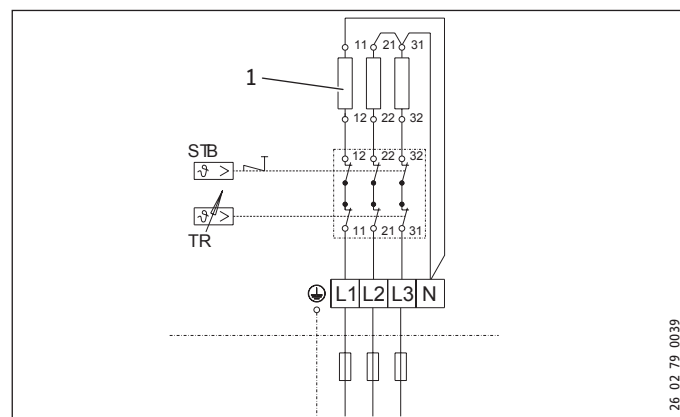 11 21 31
1
12 22 32
STB
12 22 32
ϑ >
ϑ >
11 21 31
TR
L1 L2 L3 N
26 02 79 0039